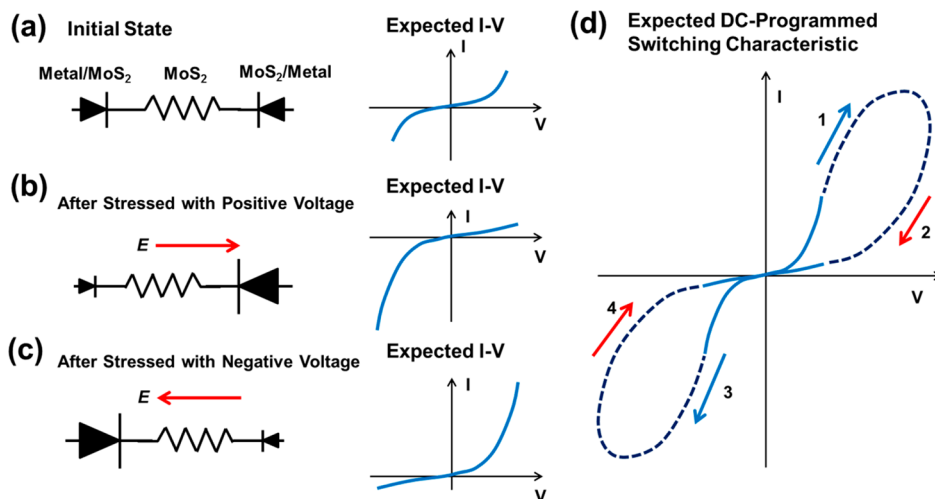 (a) Initial State
Metal/MoS₂ MoS₂ MoS₂/Metal
Expected I-V
I
V
(b)
After Stressed with Positive Voltage
E
Expected I-V
I
V
(c)
After Stressed with Negative Voltage
E
Expected I-V
I
V
(d) Expected DC-Programmed
Switching Characteristic
I
1
2
V
4
3